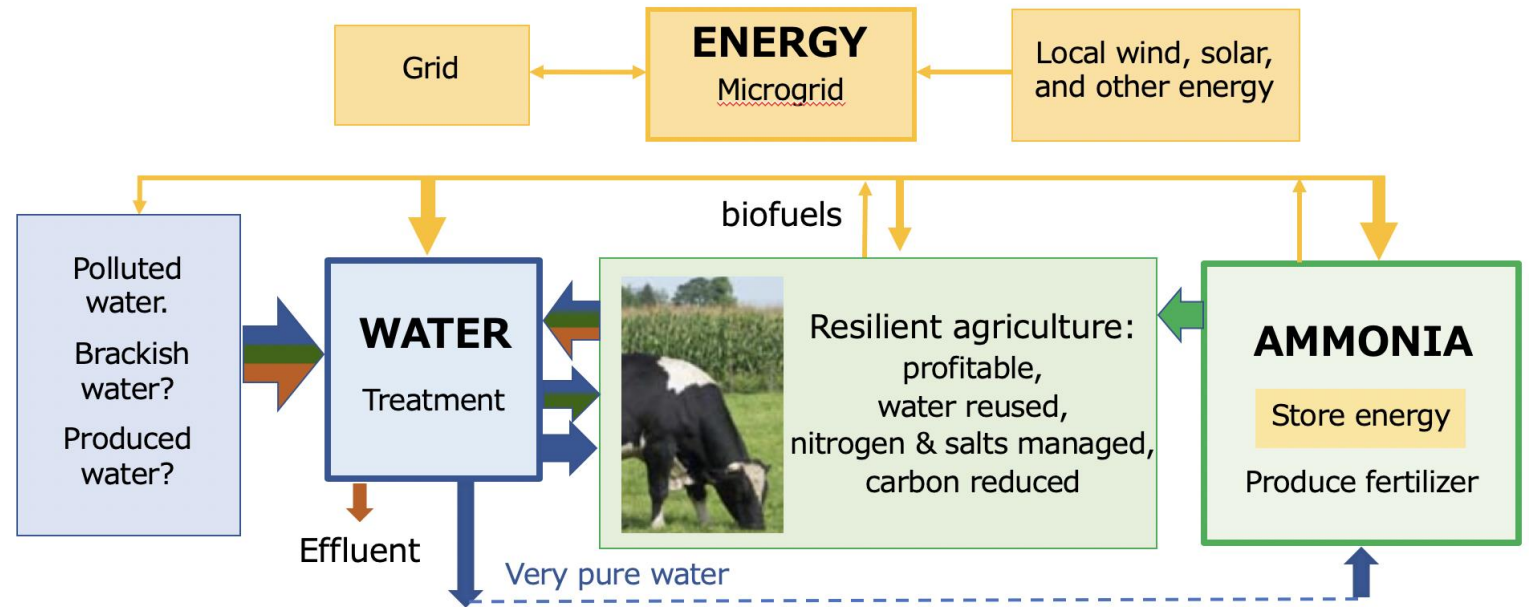 Grid
ENERGY
Microgrid
Local wind, solar,
and other energy
biofuels
Polluted
water.
Brackish
water?
Produced
water?
WATER
Treatment
Resilient agriculture:
profitable,
water reused,
nitrogen & salts managed,
carbon reduced
AMMONIA
Store energy
Produce fertilizer
Effluent
Very pure water